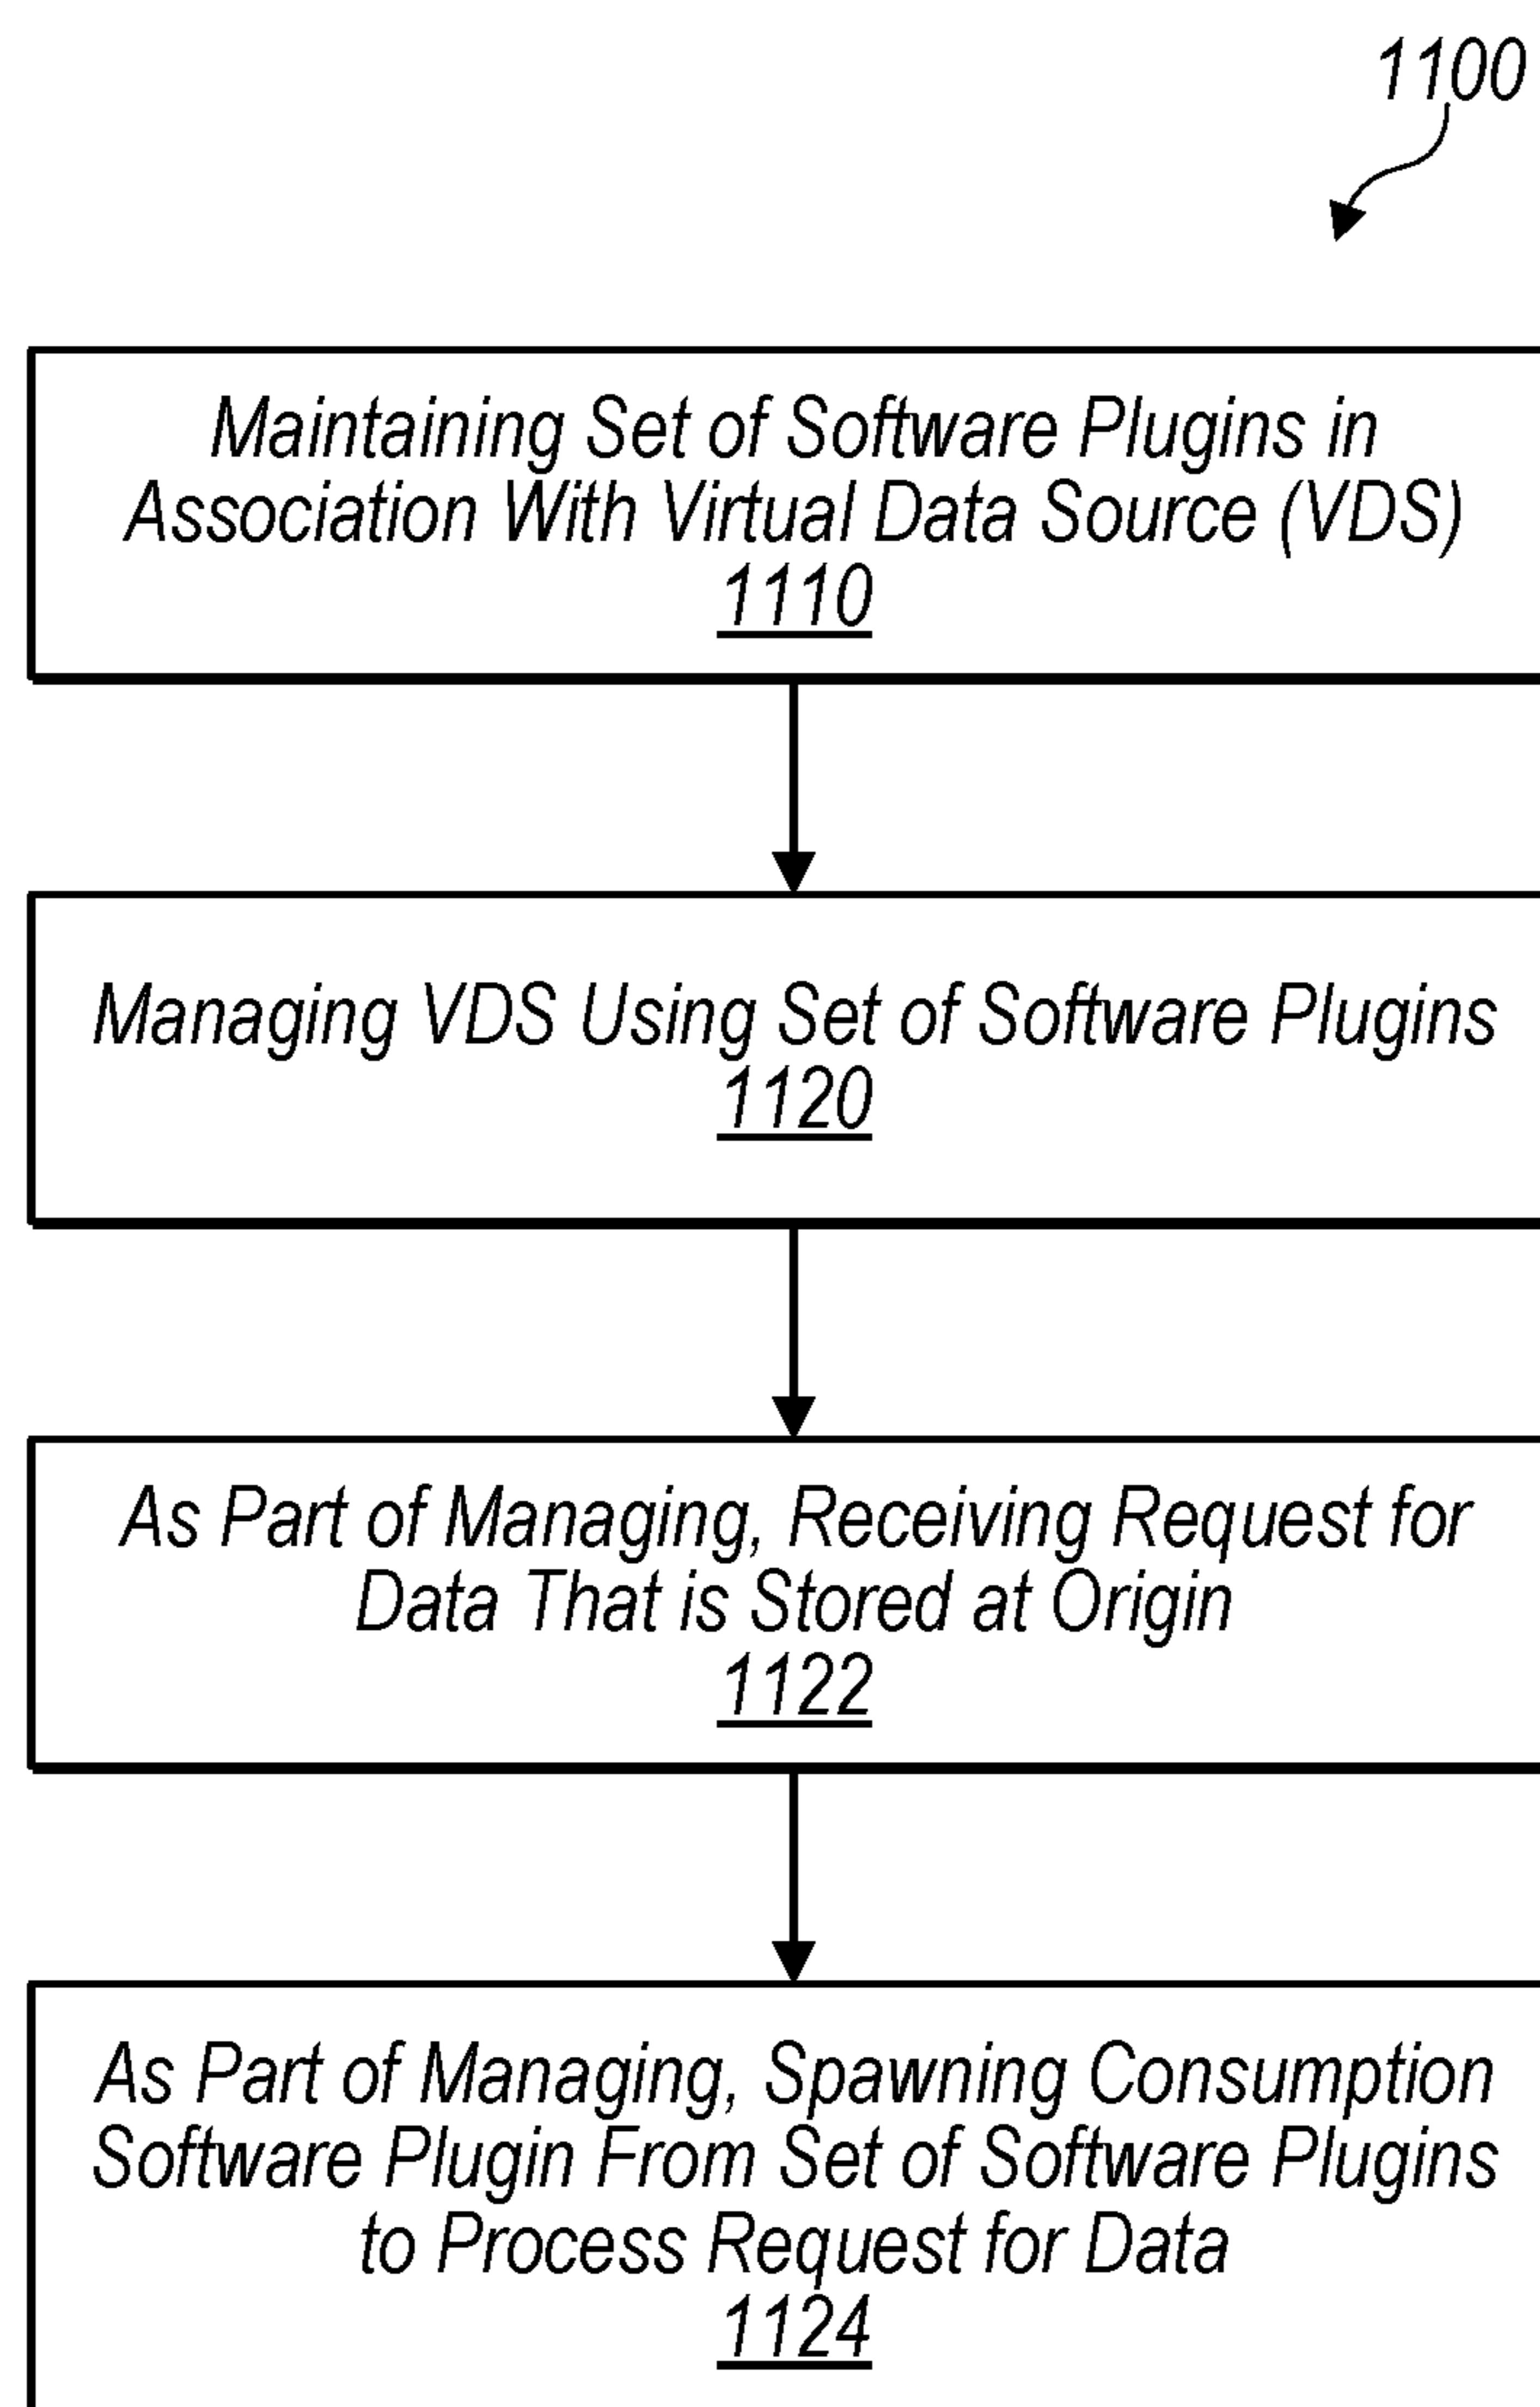 1100
Maintaining Set of Software Plugins in
Association With Virtual Data Source (VDS)
1110
Managing VDS Using Set of Software Plugins
1120
As Part of Managing, Receiving Request for
Data That is Stored at Origin
1122
As Part of Managing, Spawning Consumption
Software Plugin From Set of Software Plugins
to Process Request for Data
1124